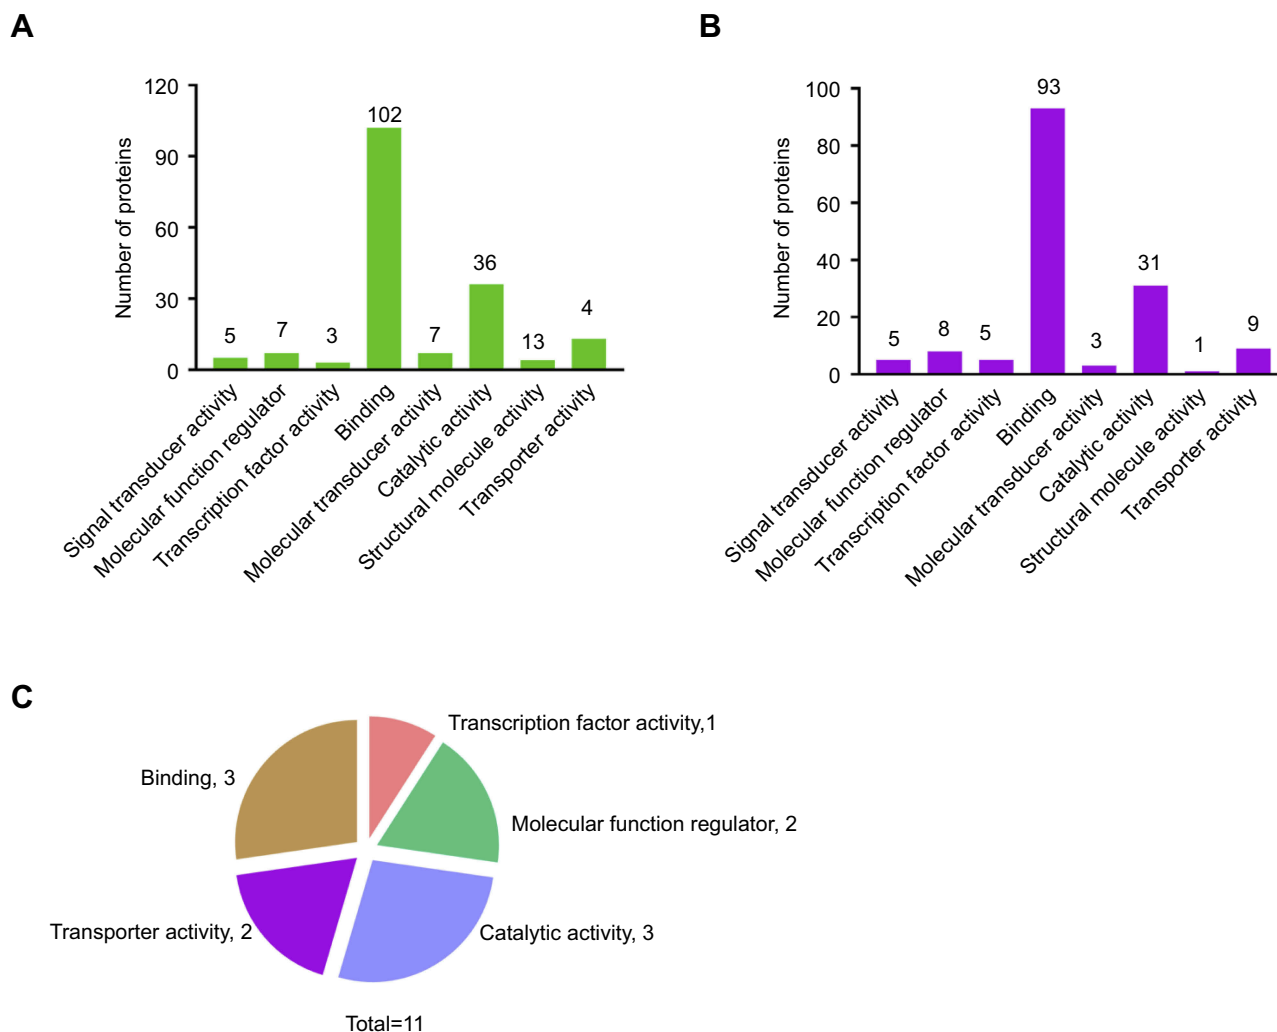 A
Number of proteins
120
90
60
30
0
5
7
3
102
7
36
13
4
Signal transducer activity
Molecular function regulator
Transcription factor activity
Binding
Molecular transducer activity
Catalytic activity
Structural molecule activity
Transporter activity
B
Number of proteins
100
80
60
40
20
0
5
8
5
93
3
31
1
9
Signal transducer activity
Molecular function regulator
Transcription factor activity
Binding
Molecular transducer activity
Catalytic activity
Structural molecule activity
Transporter activity
C
Transcription factor activity,1
Binding, 3
Molecular function regulator, 2
Transporter activity, 2
Catalytic activity, 3
Total=11